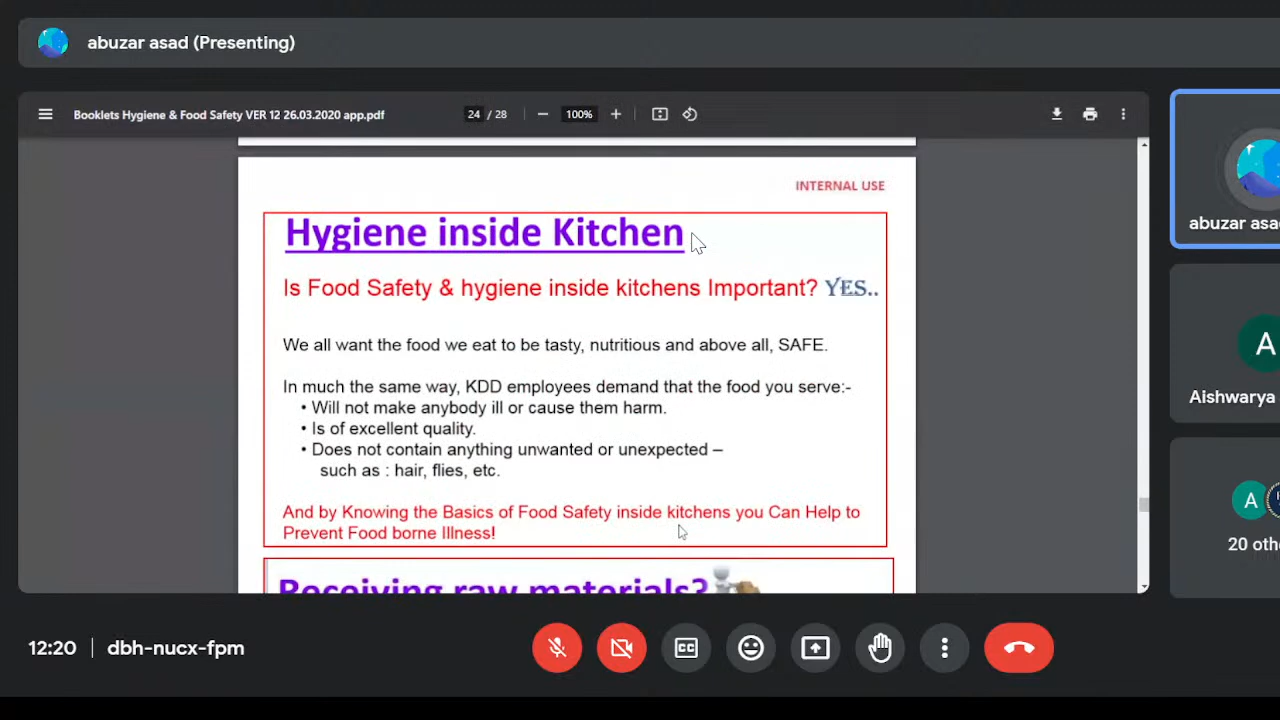 abuzar asad (Presenting)
Booklets Hygiene & Food Safety VER 12 26.03.2020 app.pdf
24 / 28
100%
INTERNAL USE
Hygiene inside Kitchen
Is Food Safety & hygiene inside kitchens Important? YES..
We all want the food we eat to be tasty, nutritious and above all, SAFE.
In much the same way, KDD employees demand that the food you serve:-
• Will not make anybody ill or cause them harm.
• Is of excellent quality.
• Does not contain anything unwanted or unexpected –
such as : hair, flies, etc.
And by Knowing the Basics of Food Safety inside kitchens you Can Help to
Prevent Food borne Illness!
Receiving raw materials?
abuzar asa
A
Aishwarya
A
20 oth
12:20
dbh-nucx-fpm
CC